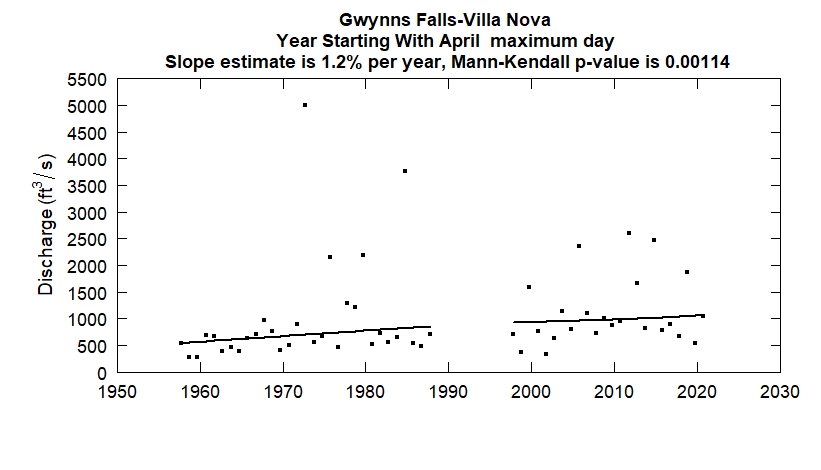 Gwynns Falls-Villa Nova
Year Starting With April maximum day
Slope estimate is 1.2% per year, Mann-Kendall p-value is 0.00114
Discharge (ft³/s)
5500
5000
4500
4000
3500
3000
2500
2000
1500
1000
500
0
1950 1960 1970 1980 1990 2000 2010 2020 2030